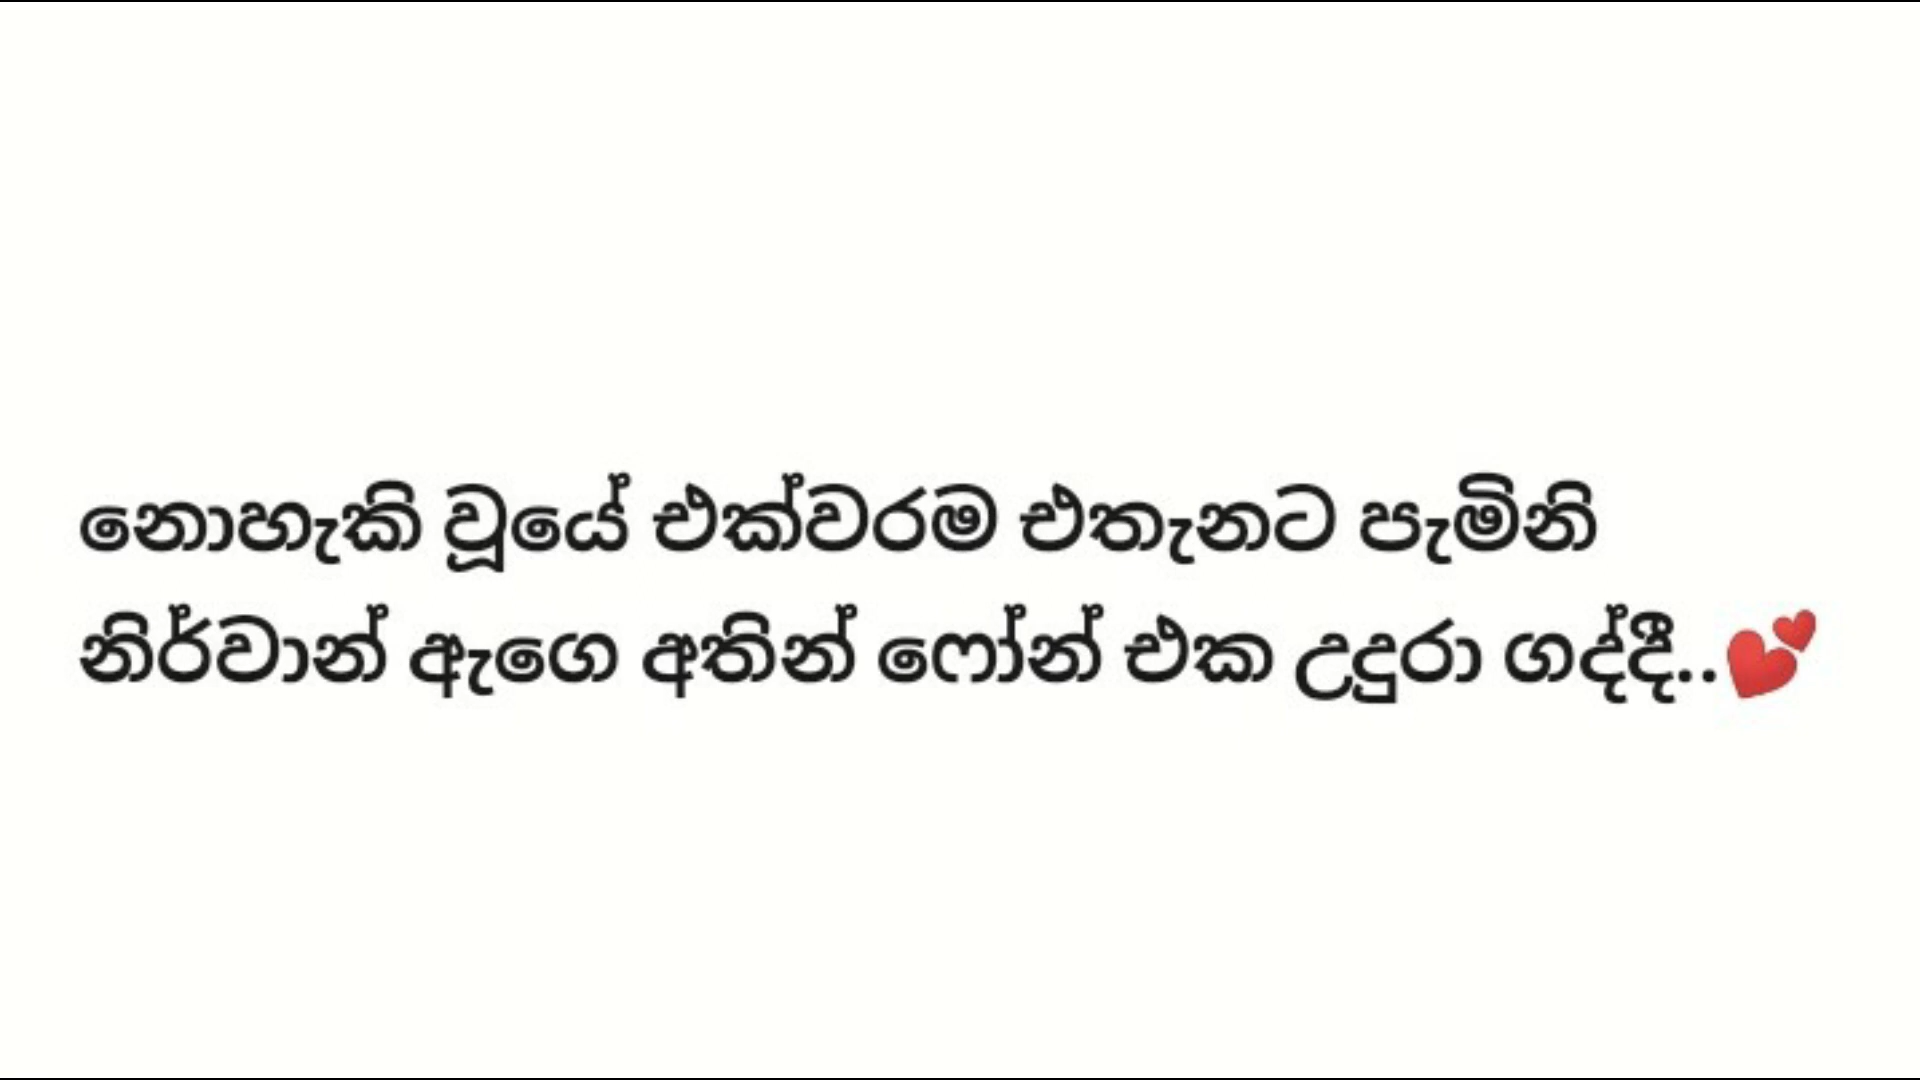 නොහැකි වූයේ එක්වරම එතැනට පැමිනි
නිර්වාන් ඇගෙ අතින් ෆෝන් එක උදුරා ගද්දී..💕